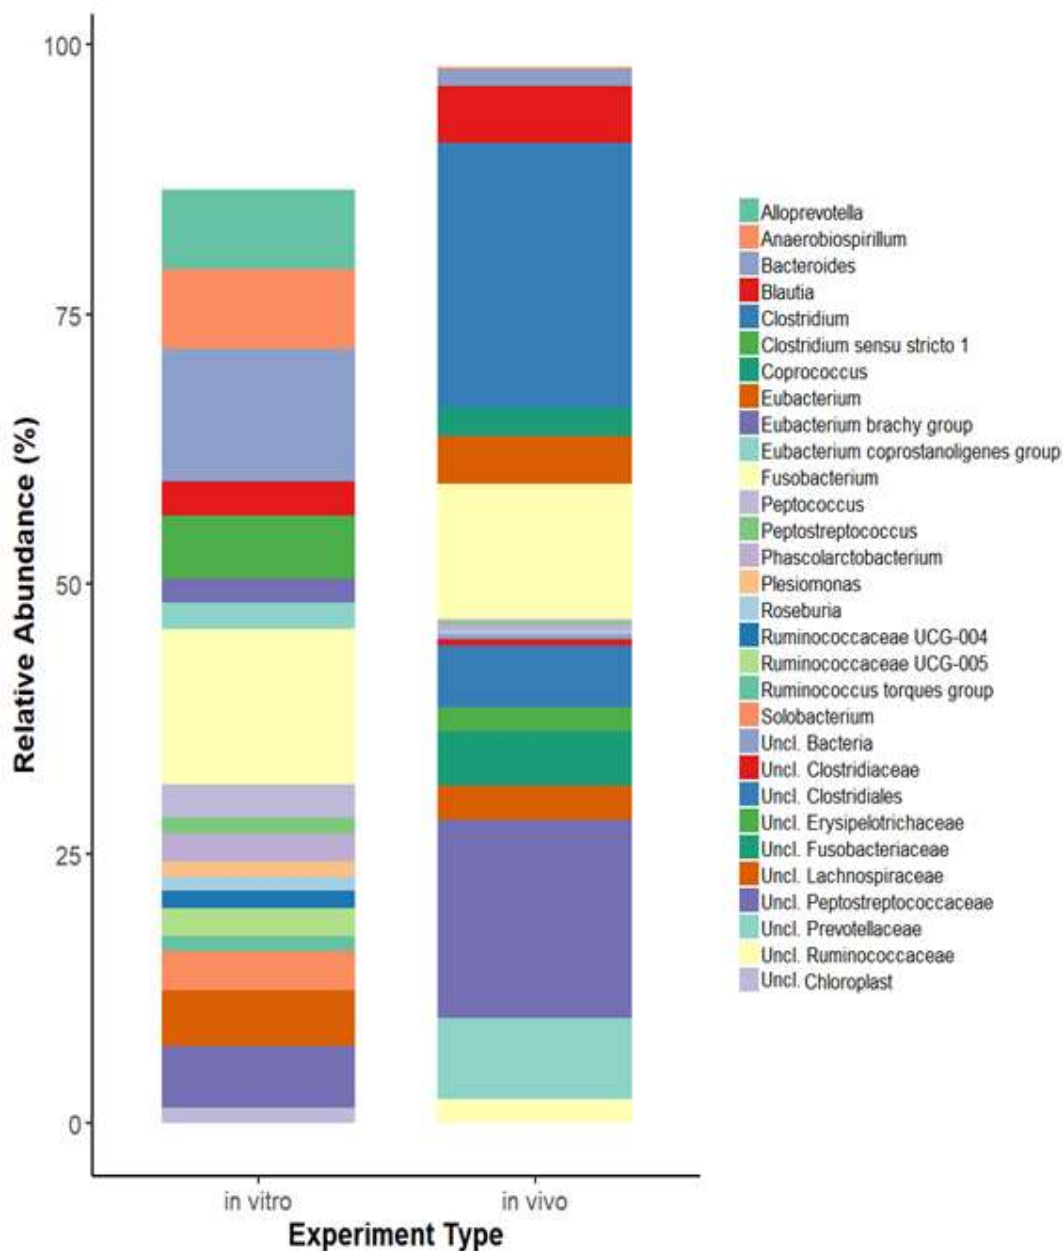 Relative Abundance (%)
100
75
50
25
0
in vitro
in vivo
Experiment Type
Alloprevotella
Anaerobiospirillum
Bacteroides
Blautia
Clostridium
Clostridium sensu stricto 1
Coprococcus
Eubacterium
Eubacterium brachy group
Eubacterium coprostanoligenes group
Fusobacterium
Peptococcus
Peptostreptococcus
Phascolarctobacterium
Plesiomonas
Roseburia
Ruminococcaceae UCG-004
Ruminococcaceae UCG-005
Ruminococcus torques group
Solobacterium
Uncl. Bacteria
Uncl. Clostridiaceae
Uncl. Clostridiales
Uncl. Erysipelotrichaceae
Uncl. Fusobacteriaceae
Uncl. Lachnospiraceae
Uncl. Peptostreptococcaceae
Uncl. Prevotellaceae
Uncl. Ruminococcaceae
Uncl. Chloroplast